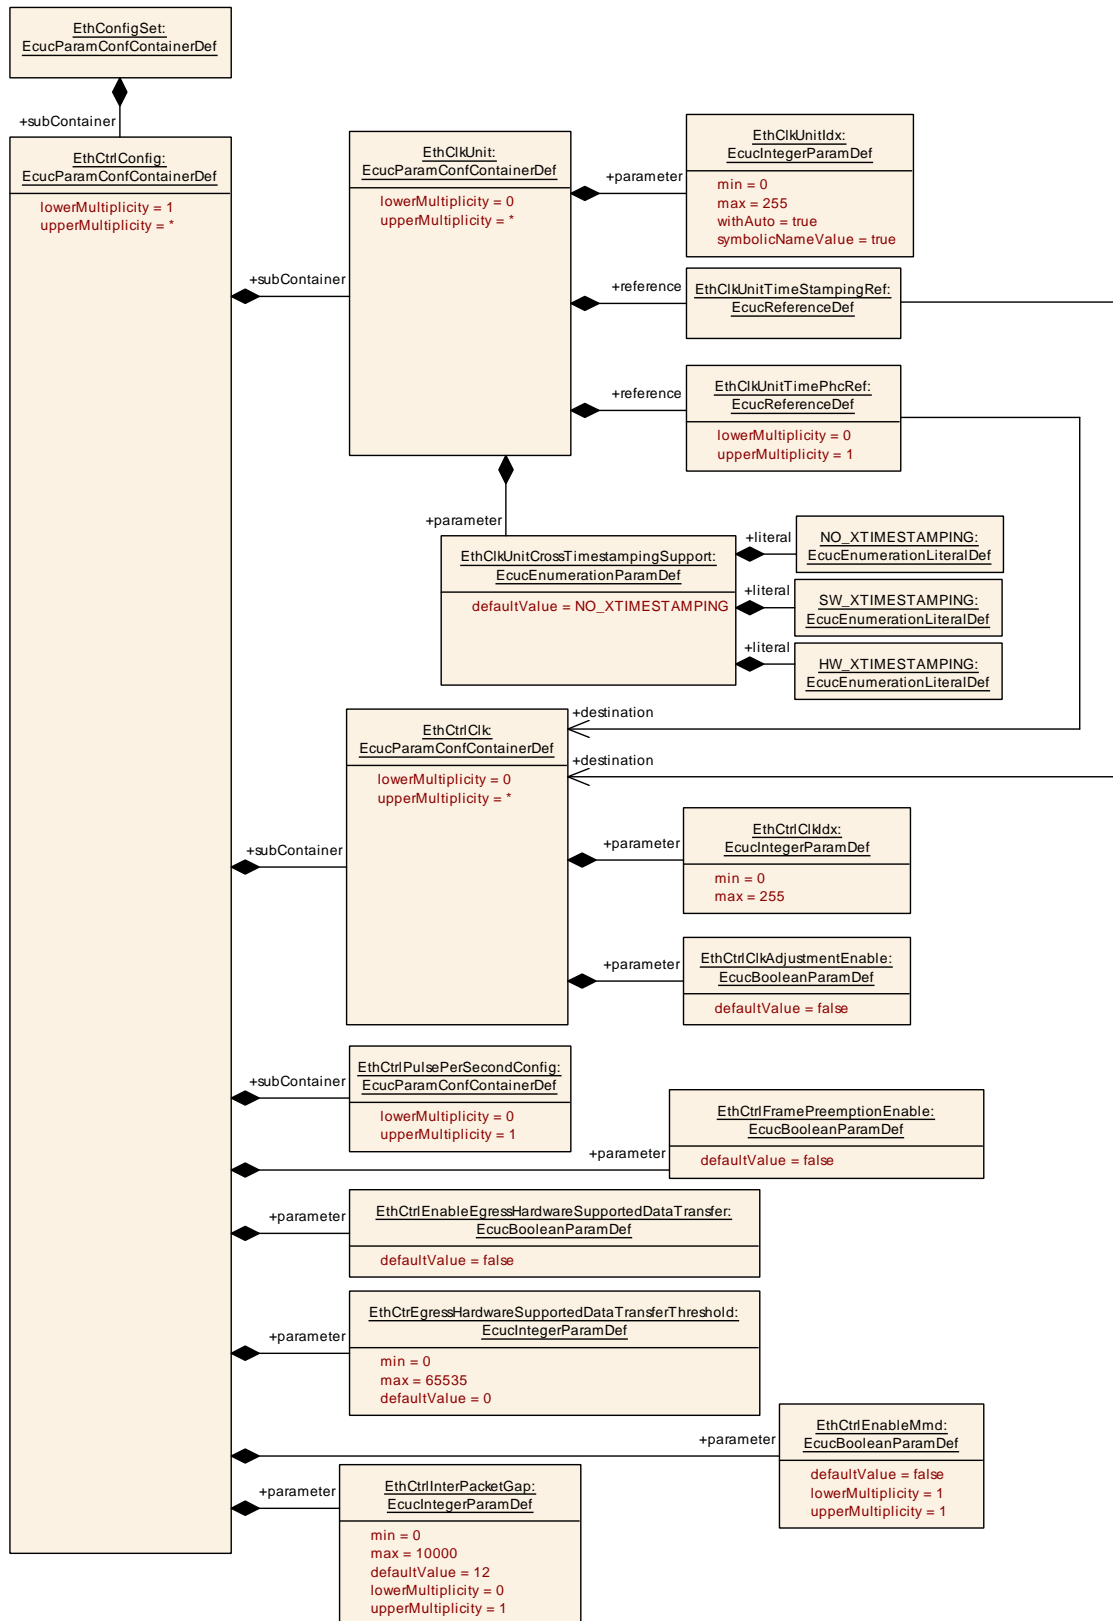 EthConfigSet:
EcucParamConfContainerDef
+subContainer
EthCtrlConfig:
EcucParamConfContainerDef
lowerMultiplicity = 1
upperMultiplicity = *
+subContainer
EthClkUnit:
EcucParamConfContainerDef
lowerMultiplicity = 0
upperMultiplicity = *
+parameter
EthClkUnitIdx:
EcucIntegerParamDef
min = 0
max = 255
withAuto = true
symbolicNameValue = true
+reference
EthClkUnitTimeStampingRef:
EcucReferenceDef
+reference
EthClkUnitTimePhcRef:
EcucReferenceDef
lowerMultiplicity = 0
upperMultiplicity = 1
+parameter
EthClkUnitCrossTimestampingSupport:
EcucEnumerationParamDef
defaultValue = NO_XTIMESTAMPING
+literal
NO_XTIMESTAMPING:
EcucEnumerationLiteralDef
+literal
SW_XTIMESTAMPING:
EcucEnumerationLiteralDef
+literal
HW_XTIMESTAMPING:
EcucEnumerationLiteralDef
+destination
+destination
+subContainer
EthCtrlClk:
EcucParamConfContainerDef
lowerMultiplicity = 0
upperMultiplicity = *
+parameter
EthCtrlClkIdx:
EcucIntegerParamDef
min = 0
max = 255
+parameter
EthCtrlClkAdjustmentEnable:
EcucBooleanParamDef
defaultValue = false
+subContainer
EthCtrlPulsePerSecondConfig:
EcucParamConfContainerDef
lowerMultiplicity = 0
upperMultiplicity = 1
+parameter
EthCtrlFramePreemptionEnable:
EcucBooleanParamDef
defaultValue = false
+parameter
EthCtrlEnableEgressHardwareSupportedDataTransfer:
EcucBooleanParamDef
defaultValue = false
+parameter
EthCtrEgressHardwareSupportedDataTransferThreshold:
EcucIntegerParamDef
min = 0
max = 65535
defaultValue = 0
+parameter
EthCtrlEnableMmd:
EcucBooleanParamDef
defaultValue = false
lowerMultiplicity = 1
upperMultiplicity = 1
+parameter
EthCtrlInterPacketGap:
EcucIntegerParamDef
min = 0
max = 10000
defaultValue = 12
lowerMultiplicity = 0
upperMultiplicity = 1